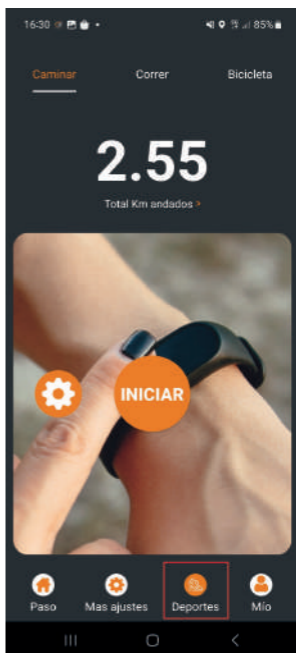 16:30
85%
Caminar Correr Bicicleta
2.55
Total Km andados >
INICIAR
Paso Mas ajustes Deportes Mío